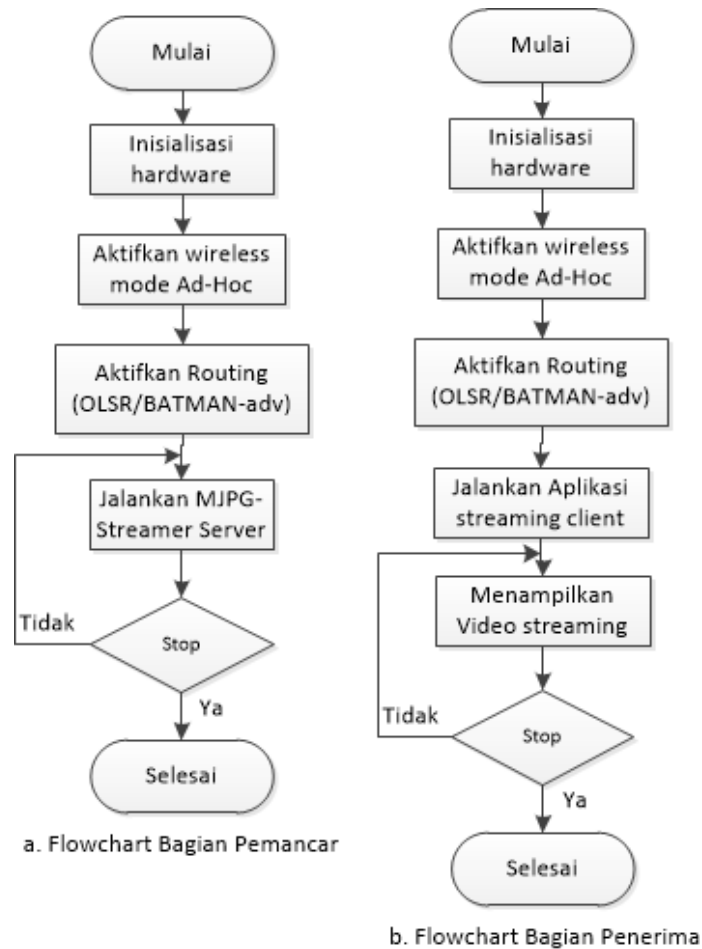 Mulai
Inisialisasi
hardware
Aktifkan wireless
mode Ad-Hoc
Aktifkan Routing
(OLSR/BATMAN-adv)
Jalankan MJPG-
Streamer Server
Tidak
Stop
Ya
Selesai
a. Flowchart Bagian Pemancar
Mulai
Inisialisasi
hardware
Aktifkan wireless
mode Ad-Hoc
Aktifkan Routing
(OLSR/BATMAN-adv)
Jalankan Aplikasi
streaming client
Menampilkan
Video streaming
Tidak
Stop
Ya
Selesai
b. Flowchart Bagian Penerima